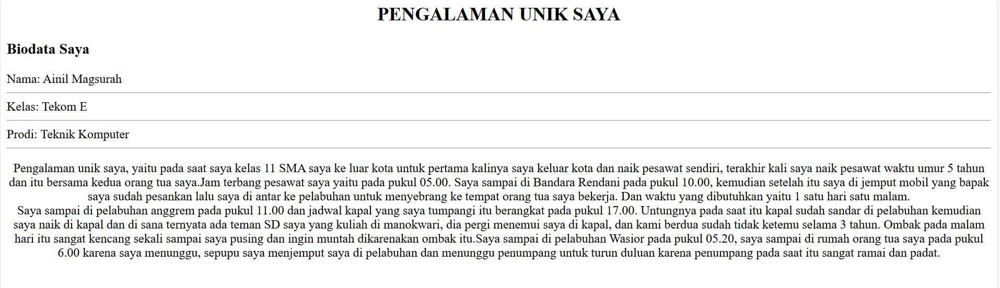 PENGALAMAN UNIK SAYA
Biodata Saya
Nama: Ainil Magsurah
Kelas: Tekom E
Prodi: Teknik Komputer
Pengalaman unik saya, yaitu pada saat saya kelas 11 SMA saya ke luar kota untuk pertama kalinya saya keluar kota dan naik pesawat sendiri, terakhir kali saya naik pesawat waktu umur 5 tahun
dan itu bersama kedua orang tua saya.Jam terbang pesawat saya yaitu pada pukul 05.00. Saya sampai di Bandara Rendani pada pukul 10.00, kemudian setelah itu saya di jemput mobil yang bapak
saya sudah pesankan lalu saya di antar ke pelabuhan untuk menyebrang ke tempat orang tua saya bekerja. Dan waktu yang dibutuhkan yaitu 1 satu hari satu malam.
Saya sampai di pelabuhan anggrem pada pukul 11.00 dan jadwal kapal yang saya tumpangi itu berangkat pada pukul 17.00. Untungnya pada saat itu kapal sudah sandar di pelabuhan kemudian
saya naik di kapal dan di sana ternyata ada teman SD saya yang kuliah di manokwari, dia pergi menemui saya di kapal, dan kami berdua sudah tidak ketemu selama 3 tahun. Ombak pada malam
hari itu sangat kencang sekali sampai saya pusing dan ingin muntah dikarenakan ombak itu.Saya sampai di pelabuhan Wasior pada pukul 05.20, saya sampai di rumah orang tua saya pada pukul
6.00 karena saya menunggu, sepupu saya menjemput saya di pelabuhan dan menunggu penumpang untuk turun duluan karena penumpang pada saat itu sangat ramai dan padat.